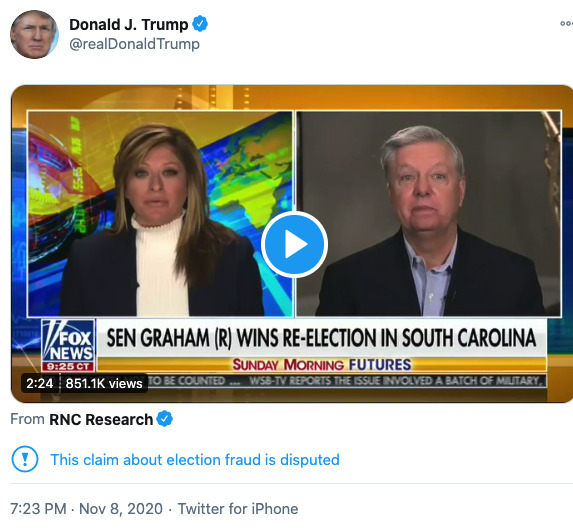 Donald J. Trump
@realDonaldTrump
FOX
NEWS
9:25 CT
SEN GRAHAM (R) WINS RE-ELECTION IN SOUTH CAROLINA
SUNDAY MORNING FUTURES
TO BE COUNTED ... WSB-TV REPORTS THE ISSUE INVOLVED A BATCH OF MILITARY,
2:24 851.1K views
From RNC Research
This claim about election fraud is disputed
7:23 PM · Nov 8, 2020 · Twitter for iPhone